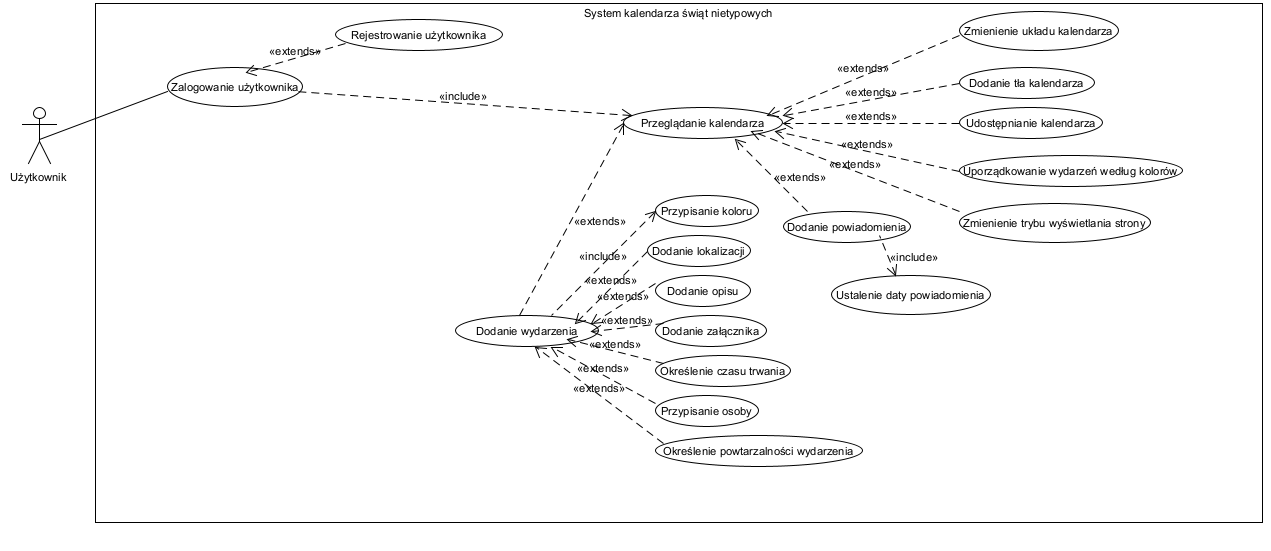 System kalendarza świąt nietypowych
Rejestrowanie użytkownika
Zmienienie układu kalendarza
«extends»
«extends»
Zalogowanie użytkownika
Dodanie tła kalendarza
«include»
«extends»
Przeglądanie kalendarza
«extends»
Udostępnianie kalendarza
«extends»
Użytkownik
«extends»
Uporządkowanie wydarzeń według kolorów
«extends»
Przypisanie koloru
«extends»
Dodanie powiadomienia
Zmienienie trybu wyświetlania strony
«include»
Dodanie lokalizacji
«include»
«extends»
Dodanie opisu
«extends»
Ustalenie daty powiadomienia
«extends»
Dodanie wydarzenia
Dodanie załącznika
«extends»
Określenie czasu trwania
«extends»
«extends»
Przypisanie osoby
Określenie powtarzalności wydarzenia